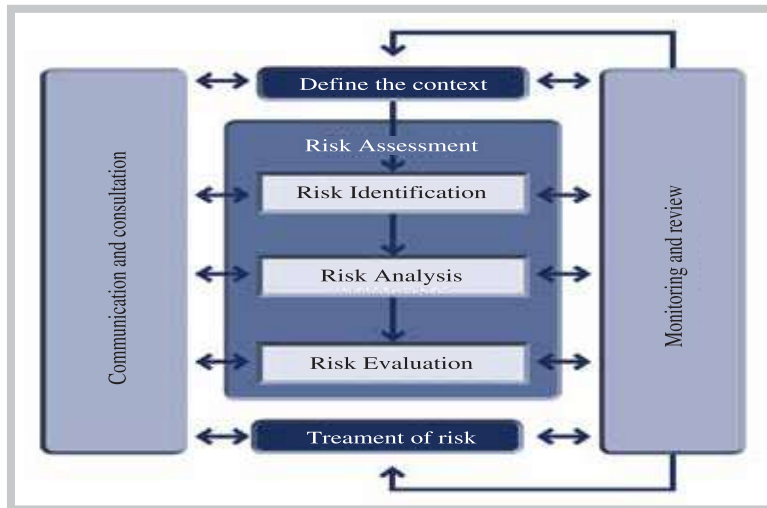 Define the context
Risk Assessment
Risk Identification
Risk Analysis
Risk Evaluation
Treament of risk
Communication and consultation
Monitoring and review